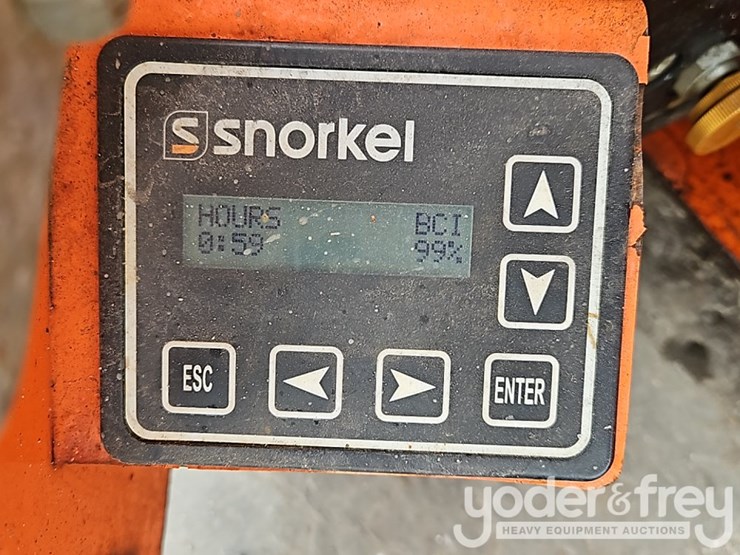 snorkel
HOURS BCI
0:59 99%
ESC
ENTER
yoder&frey
HEAVY EQUIPMENT AUCTIONS